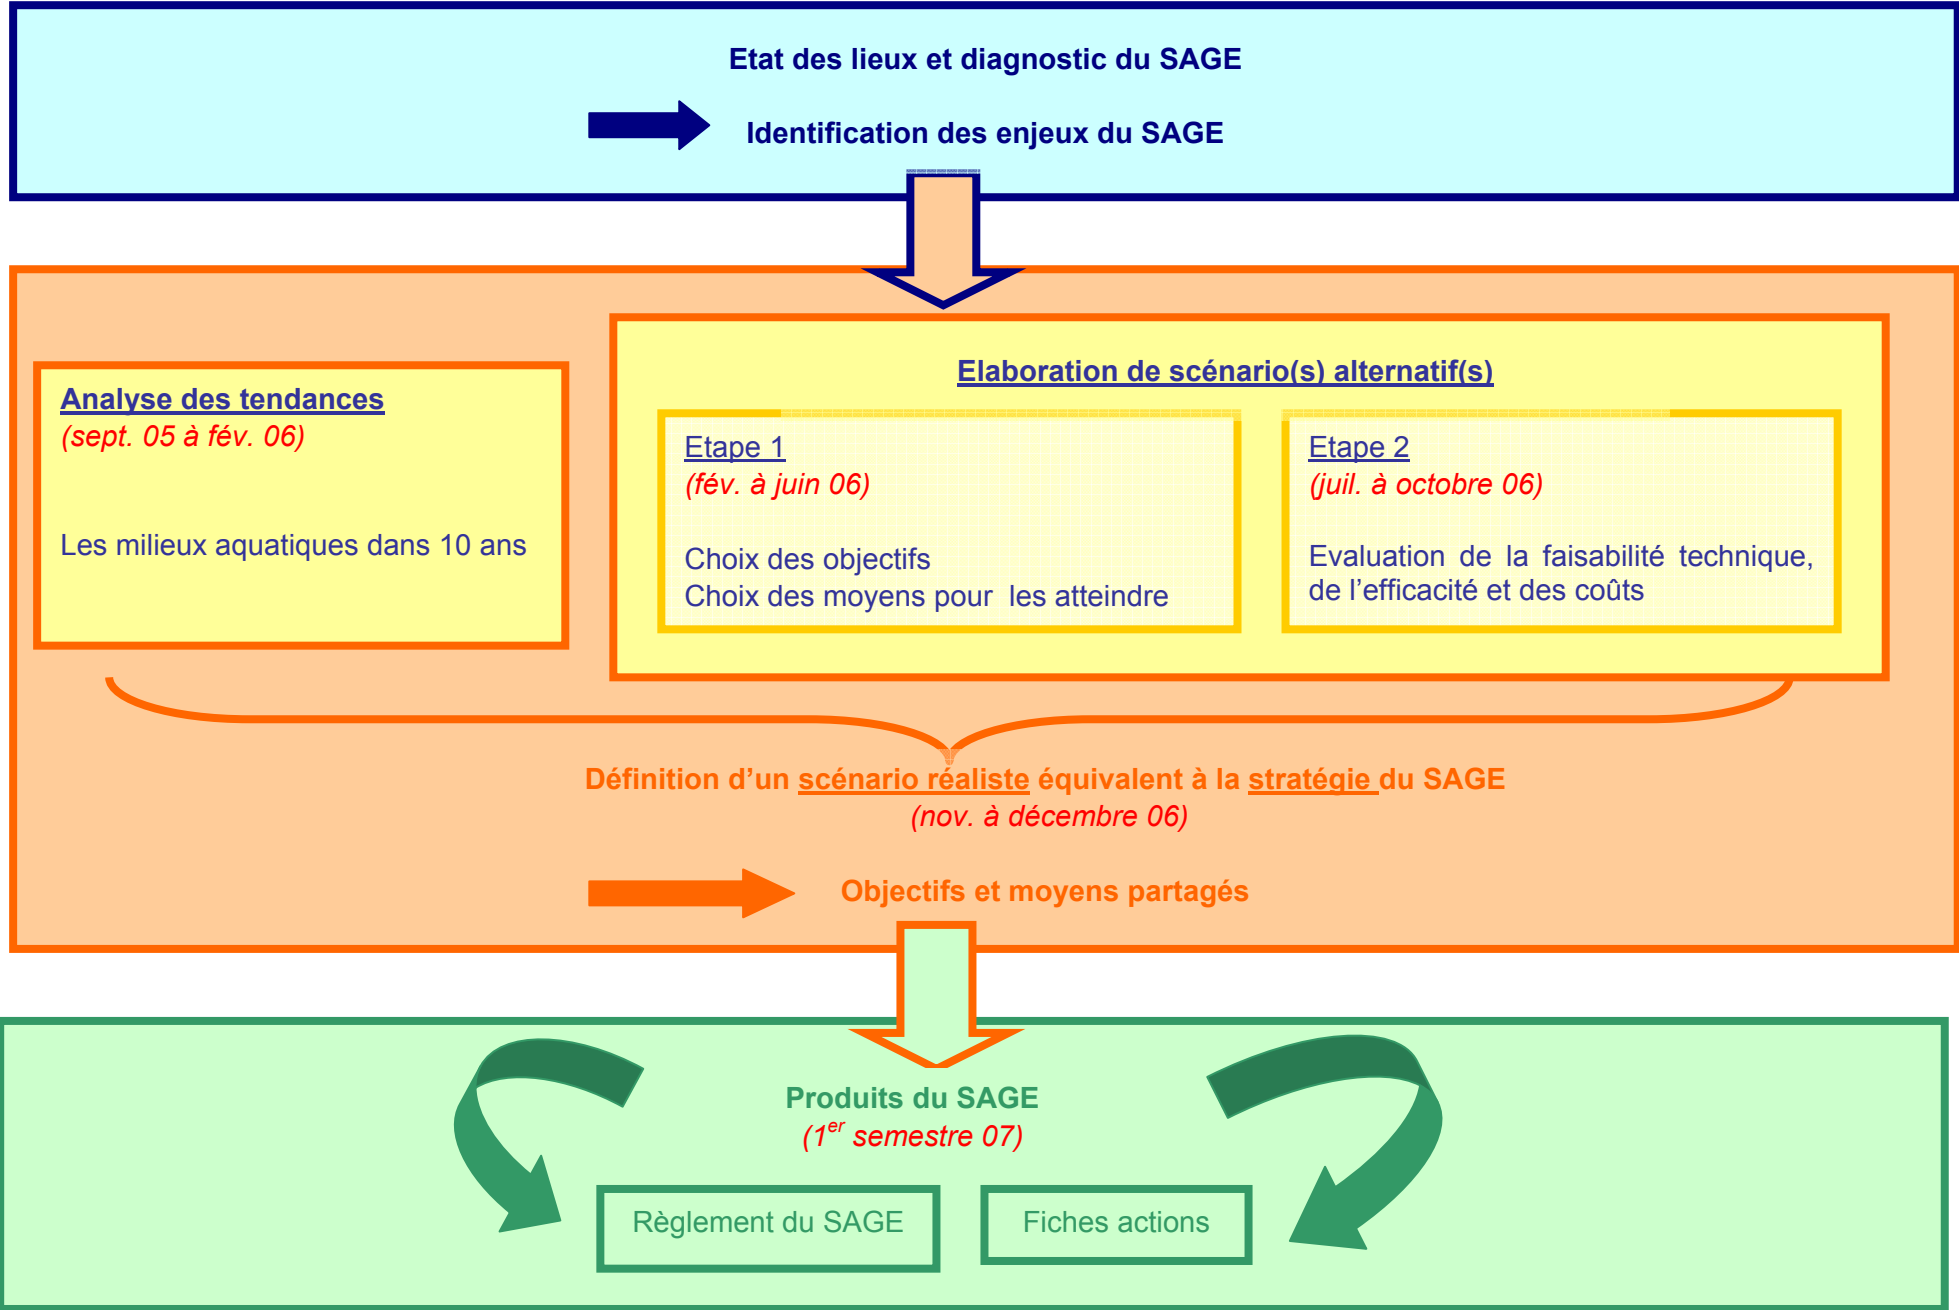 Etat des lieux et diagnostic du SAGE
Identification des enjeux du SAGE
Analyse des tendances
(sept. 05 à fév. 06)
Les milieux aquatiques dans 10 ans
Elaboration de scénario(s) alternatif(s)
Etape 1
(fév. à juin 06)
Choix des objectifs
Choix des moyens pour les atteindre
Etape 2
(juil. à octobre 06)
Evaluation de la faisabilité technique,
de l’efficacité et des coûts
Définition d’un scénario réaliste équivalent à la stratégie du SAGE
(nov. à décembre 06)
Objectifs et moyens partagés
Produits du SAGE
(1er semestre 07)
Règlement du SAGE
Fiches actions